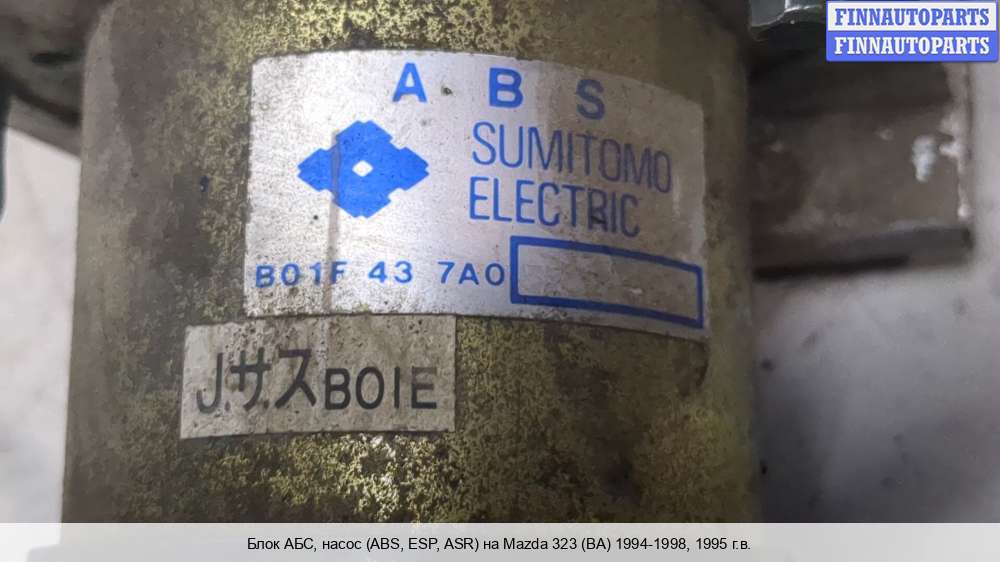 FINNAUTOPARTS
FINNAUTOPARTS
A B S
SUMITOMO
ELECTRIC
B01F 43 7A0
J.サ.スB01E
Блок АБС, насос (ABS, ESP, ASR) на Mazda 323 (BA) 1994-1998, 1995 г.в.